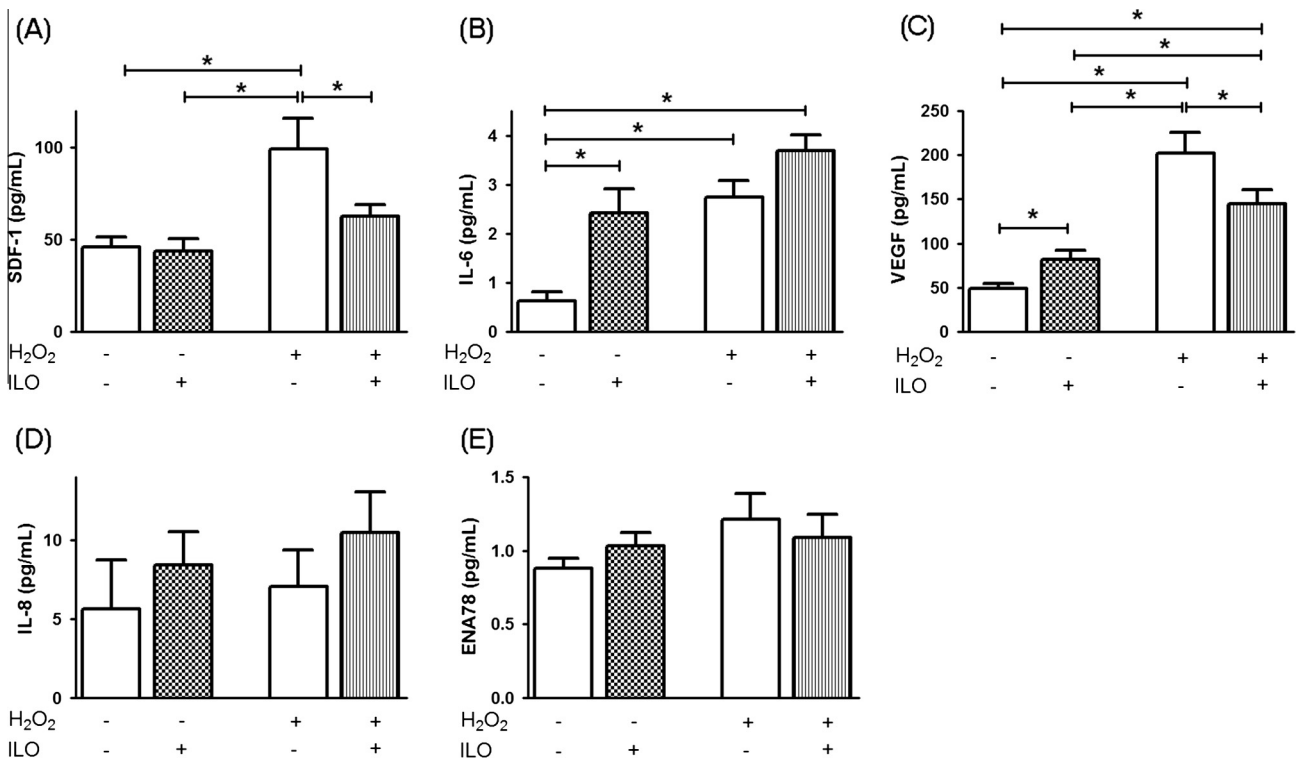 (A)
*
* *
SDF-1 (pg/mL)
100
50
0
H₂O₂ - - + +
ILO - + - +
(B)
*
*
*
IL-6 (pg/mL)
4
3
2
1
0
H₂O₂ - - + +
ILO - + - +
(C)
*
*
*
* *
*
VEGF (pg/mL)
250
200
150
100
50
0
H₂O₂ - - + +
ILO - + - +
(D)
IL-8 (pg/mL)
10
5
0
H₂O₂ - - + +
ILO - + - +
(E)
ENA78 (pg/mL)
1.5
1.0
0.5
0.0
H₂O₂ - - + +
ILO - + - +